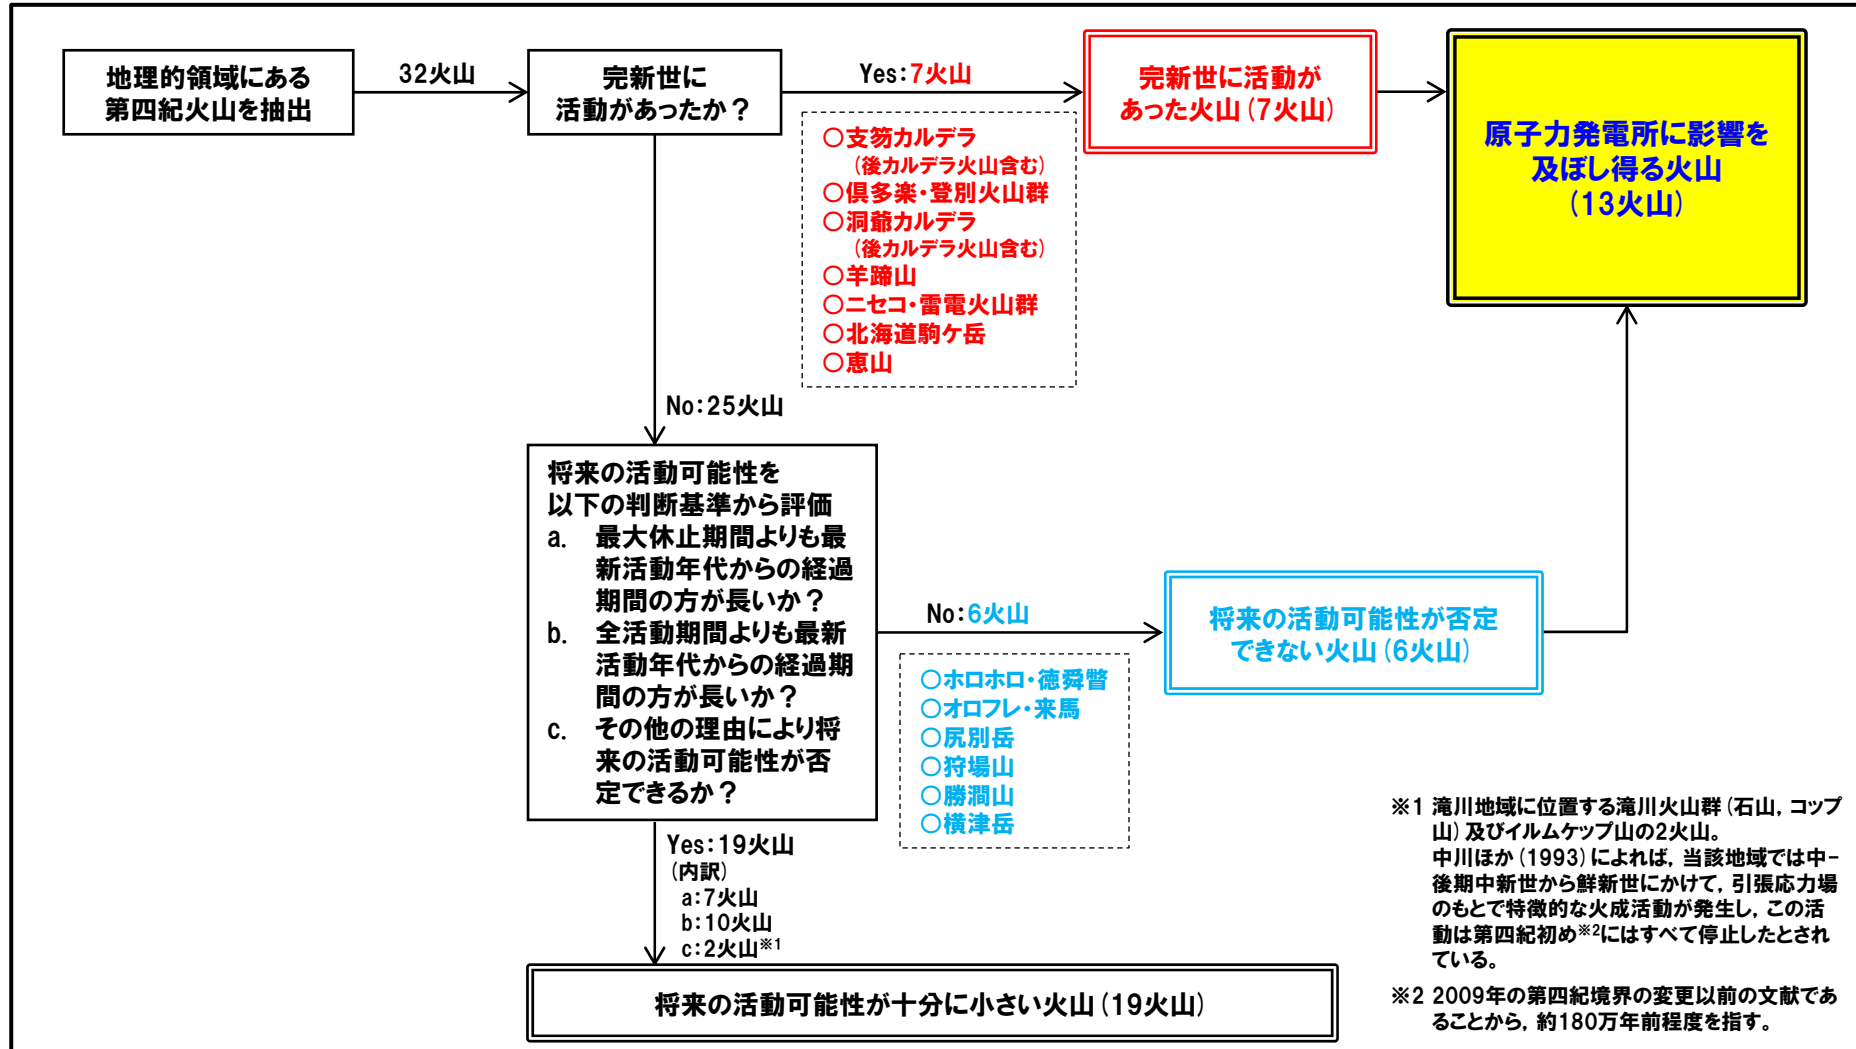 地理的領域にある
第四紀火山を抽出
32火山
完新世に
活動があったか？
Yes：7火山
○支笏カルデラ
（後カルデラ火山含む）
○倶多楽・登別火山群
○洞爺カルデラ
（後カルデラ火山含む）
○羊蹄山
○ニセコ・雷電火山群
○北海道駒ケ岳
○恵山
完新世に活動が
あった火山（7火山）
原子力発電所に影響を
及ぼし得る火山
（13火山）
No：25火山
将来の活動可能性を
以下の判断基準から評価
a. 最大休止期間よりも最
新活動年代からの経過
期間の方が長いか？
b. 全活動期間よりも最新
活動年代からの経過期
間の方が長いか？
c. その他の理由により将
来の活動可能性が否
定できるか？
No：6火山
○ホロホロ・徳舜瞥
○オロフレ・来馬
○尻別岳
○狩場山
○勝澗山
○横津岳
将来の活動可能性が否定
できない火山（6火山）
Yes：19火山
（内訳）
a：7火山
b：10火山
c：2火山※1
将来の活動可能性が十分に小さい火山（19火山）
※1 滝川地域に位置する滝川火山群（石山，コップ
山）及びイルムケップ山の2火山。
中川ほか（1993）によれば，当該地域では中-
後期中新世から鮮新世にかけて，引張応力場
のもとで特徴的な火成活動が発生し，この活
動は第四紀初め※2にはすべて停止したとされ
ている。
※2 2009年の第四紀境界の変更以前の文献であ
ることから，約180万年前程度を指す。